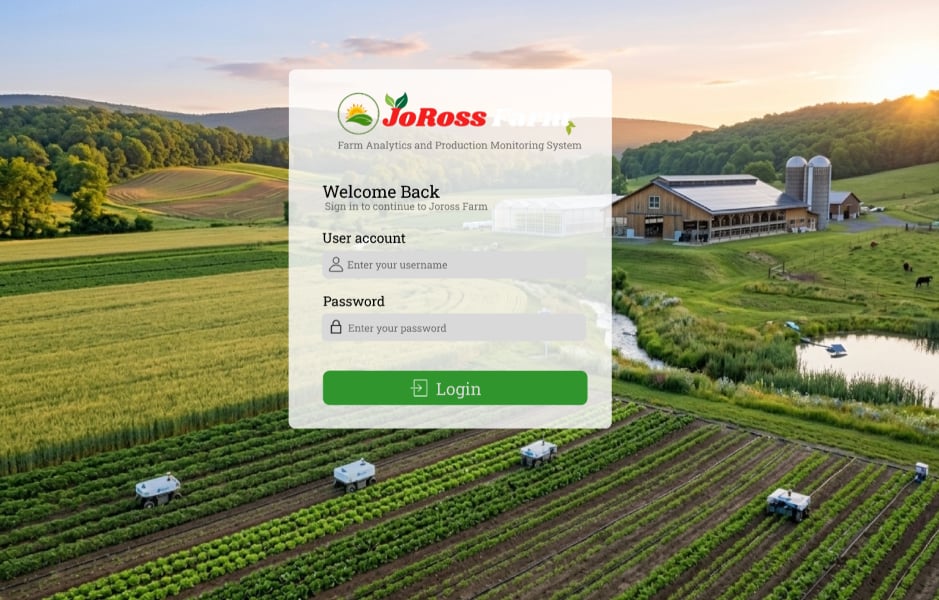 JoRoss Farm
Farm Analytics and Production Monitoring System
Welcome Back
Sign in to continue to Joross Farm
User account
Enter your username
Password
Enter your password
Login